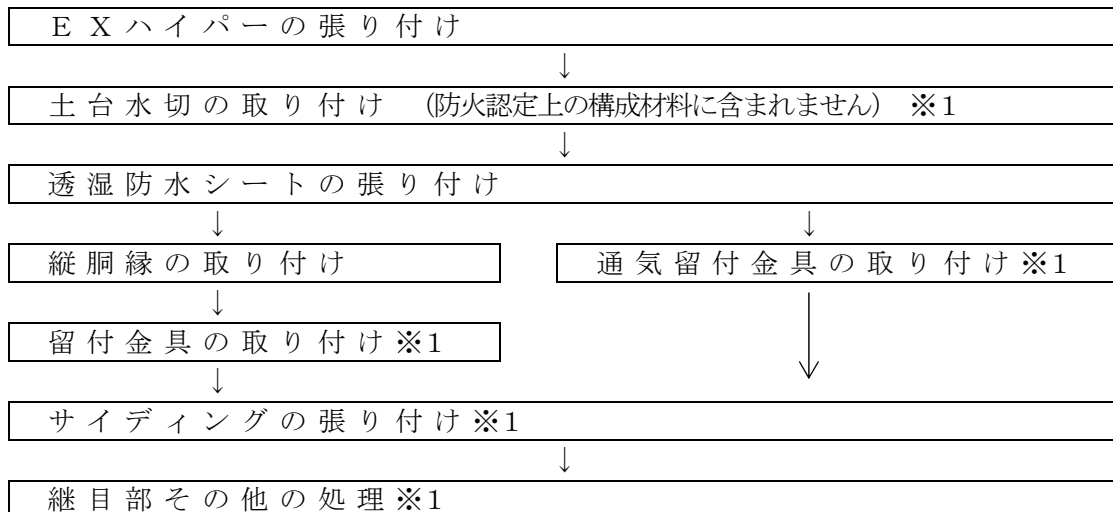 EXハイパーの張り付け
↓
土台水切の取り付け (防火認定上の構成材料に含まれません) ※1
↓
透湿防水シートの張り付け
↓ ↓
縦胴縁の取り付け 通気留付金具の取り付け※1
↓
留付金具の取り付け※1
↓
サイディングの張り付け※1
↓
継目部その他の処理※1